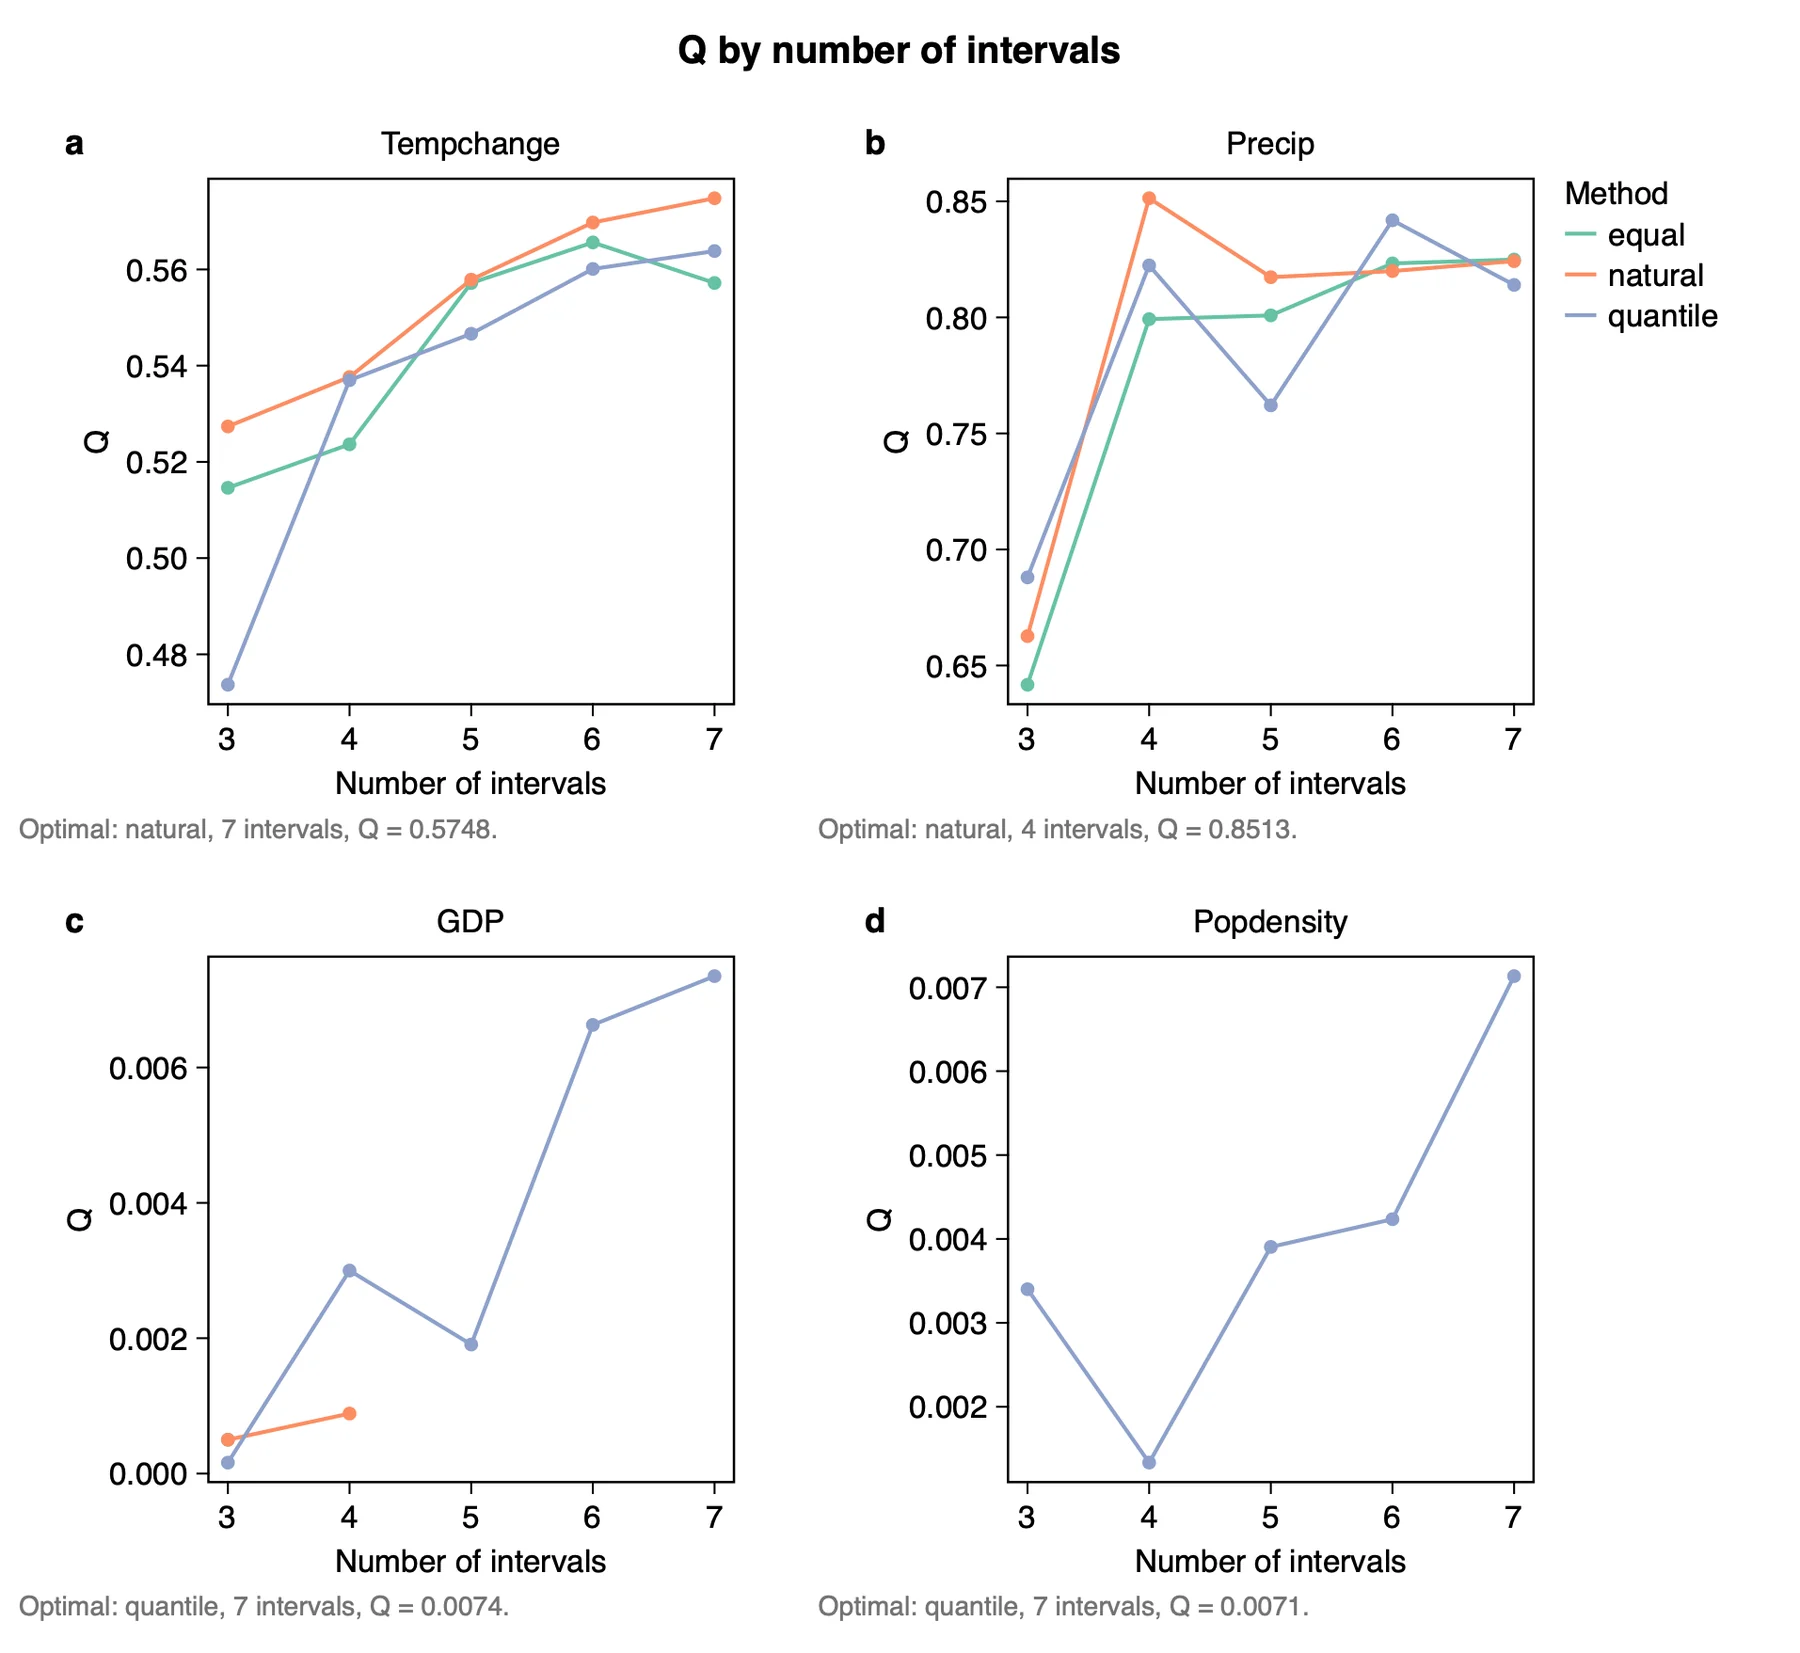 Q by number of intervals
a
Tempchange
0.56
0.54
0.52
0.50
0.48
Q
3 4 5 6 7
Number of intervals
Optimal: natural, 7 intervals, Q = 0.5748.
b
Precip
0.85
0.80
0.75
0.70
0.65
Q
3 4 5 6 7
Number of intervals
Optimal: natural, 4 intervals, Q = 0.8513.
Method
equal
natural
quantile
c
GDP
0.006
0.004
0.002
0.000
Q
3 4 5 6 7
Number of intervals
Optimal: quantile, 7 intervals, Q = 0.0074.
d
Popdensity
0.007
0.006
0.005
0.004
0.003
0.002
Q
3 4 5 6 7
Number of intervals
Optimal: quantile, 7 intervals, Q = 0.0071.